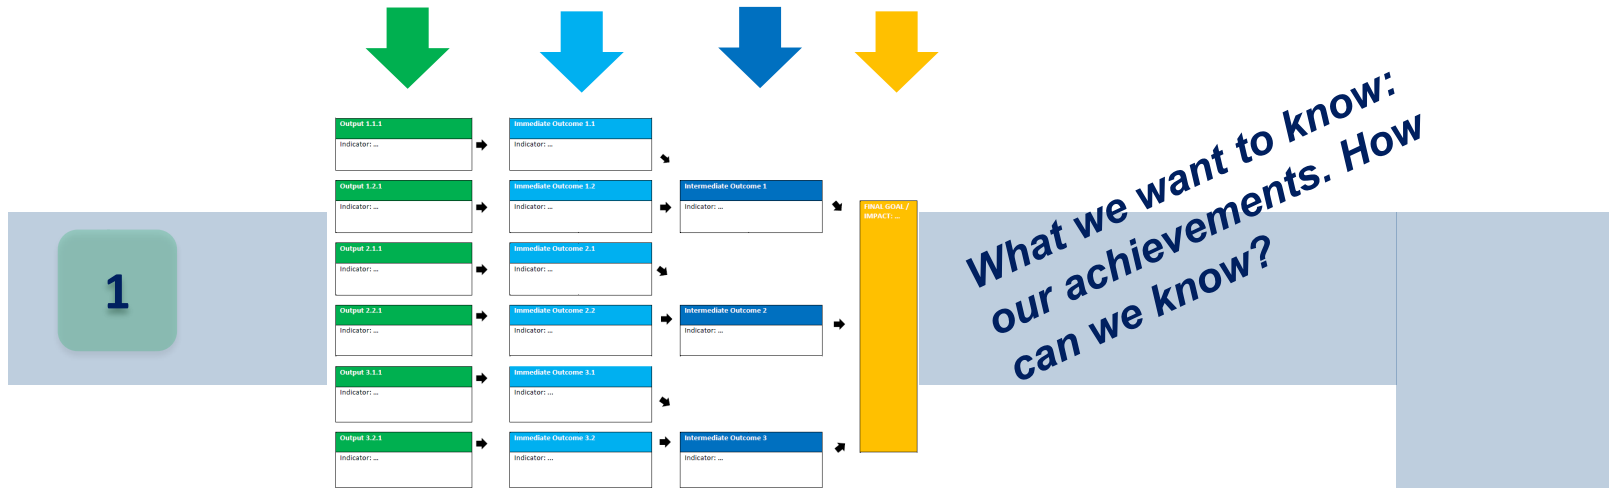 1
Output 1.1.1
Indicator: ...
Immediate Outcome 1.1
Indicator: ...
Output 1.2.1
Indicator: ...
Immediate Outcome 1.2
Indicator: ...
Intermediate Outcome 1
Indicator: ...
Output 2.1.1
Indicator: ...
Immediate Outcome 2.1
Indicator: ...
Output 2.2.1
Indicator: ...
Immediate Outcome 2.2
Indicator: ...
Intermediate Outcome 2
Indicator: ...
Output 3.1.1
Indicator: ...
Immediate Outcome 3.1
Indicator: ...
Output 3.2.1
Indicator: ...
Immediate Outcome 3.2
Indicator: ...
Intermediate Outcome 3
Indicator: ...
FINAL GOAL /
IMPACT: ...
What we want to know:
our achievements. How
can we know?